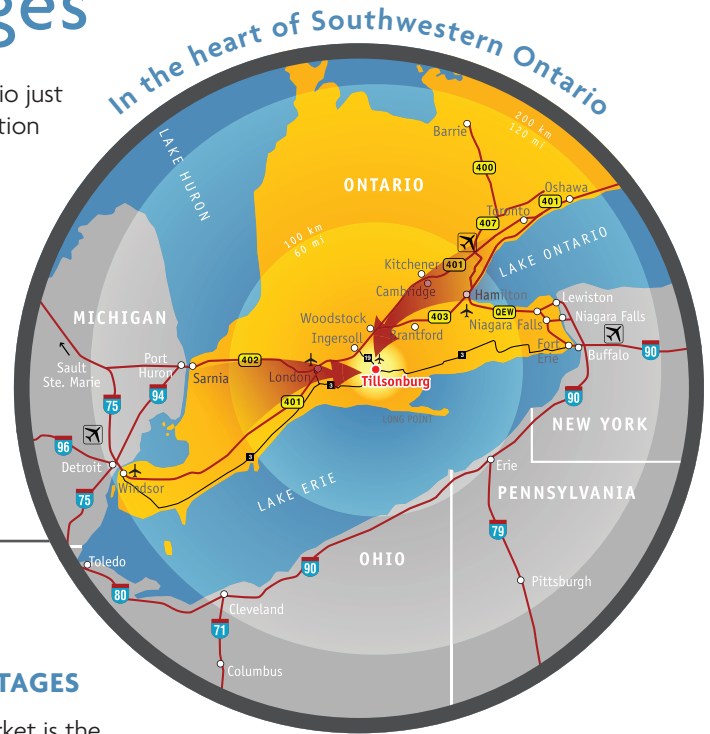 ges
In the heart of Southwestern Ontario
io just
tion
LAKE HURON
200 km
120 mi
Barrie
400
ONTARIO
Oshawa
401
Toronto
407
100 km
60 mi
LAKE ONTARIO
Kitchener
401
Cambridge
Hamilton
Lewiston
Niagara Falls
QEW
Niagara Falls
403
Brantford
Woodstock
Ingersoll
MICHIGAN
Sault
Ste. Marie
Port
Huron
Sarnia
402
London
19
3
3
Tillsonburg
Fort
Erie
Buffalo
90
75
94
401
LONG POINT
90
NEW YORK
96
Detroit
75
Windsor
3
LAKE ERIE
Erie
PENNSYLVANIA
79
Toledo
80
OHIO
90
Pittsburgh
Cleveland
71
Columbus
TAGES
rket is the